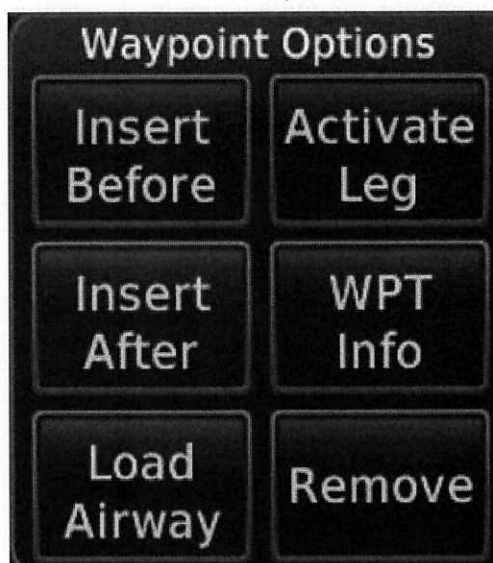 Waypoint Options
Insert
Before
Activate
Leg
Insert
After
WPT
Info
Load
Airway
Remove